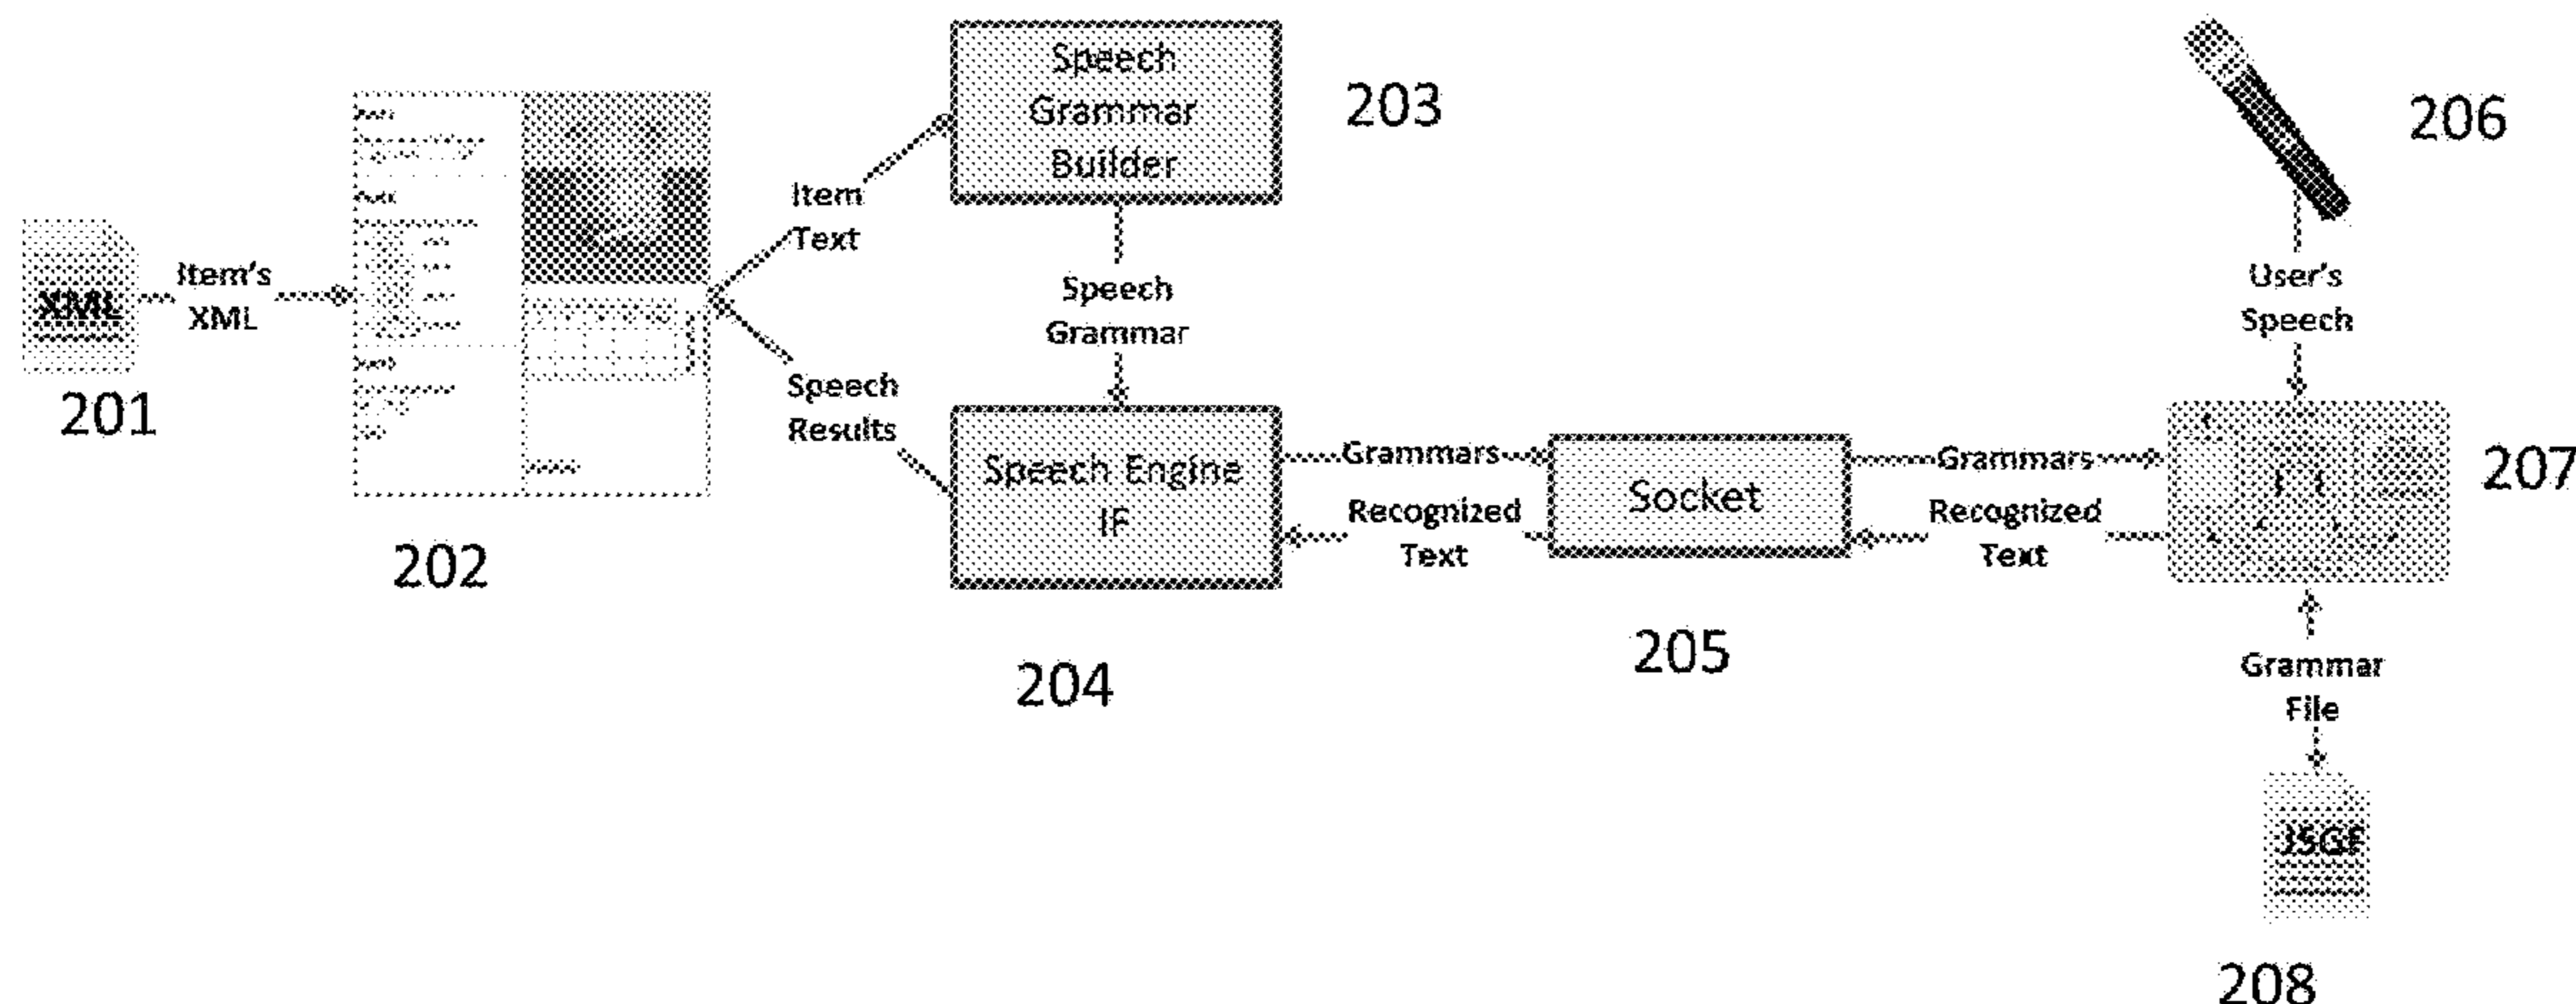 Speech
Grammar
Builder
203
206
Item
Text
XML
Item's
XML
201
202
Speech
Grammar
User's
Speech
Speech
Results
Speech Engine
IF
204
Grammars
Recognized
Text
Socket
205
Grammars
Recognized
Text
207
Grammar
File
JSGF
208